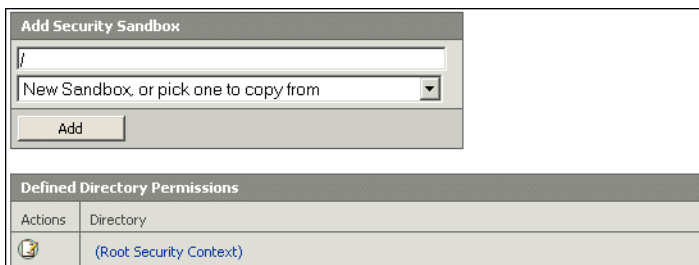 Add Security Sandbox
/
New Sandbox, or pick one to copy from
Add
Defined Directory Permissions
Actions Directory
(Root Security Context)